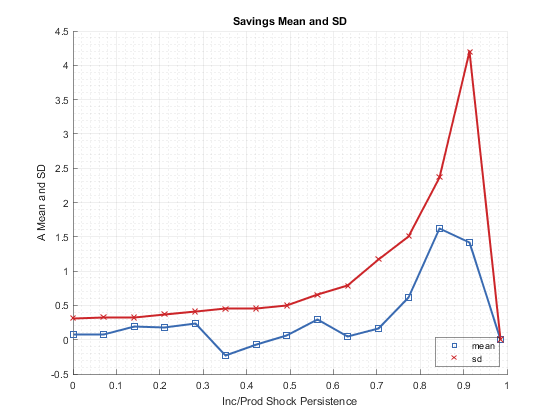 Savings Mean and SD
4.5
4
3.5
3
2.5
2
1.5
1
0.5
0
-0.5
A Mean and SD
mean
sd
0 0.1 0.2 0.3 0.4 0.5 0.6 0.7 0.8 0.9 1
Inc/Prod Shock Persistence